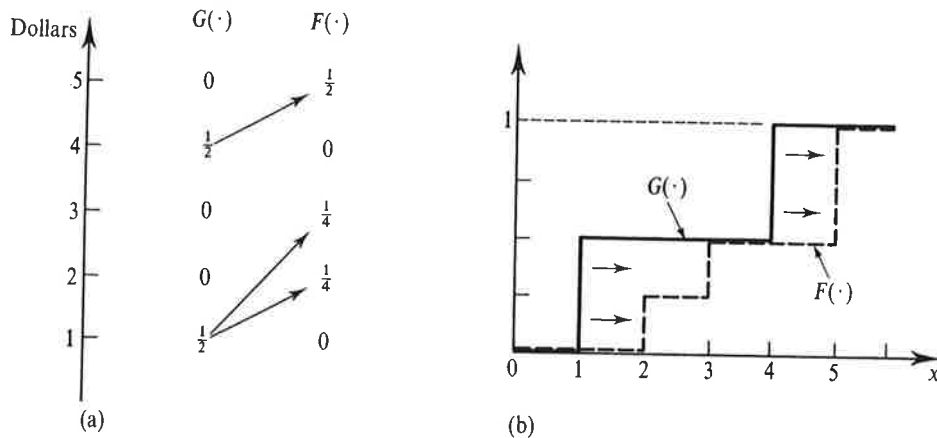 Dollars G(·) F(·)
5 0 1/2
4 1/2 0
3 0 1/4
2 0 1/4
1 1/2 0
(a)
1
G(·)
F(·)
0 1 2 3 4 5 x
(b)